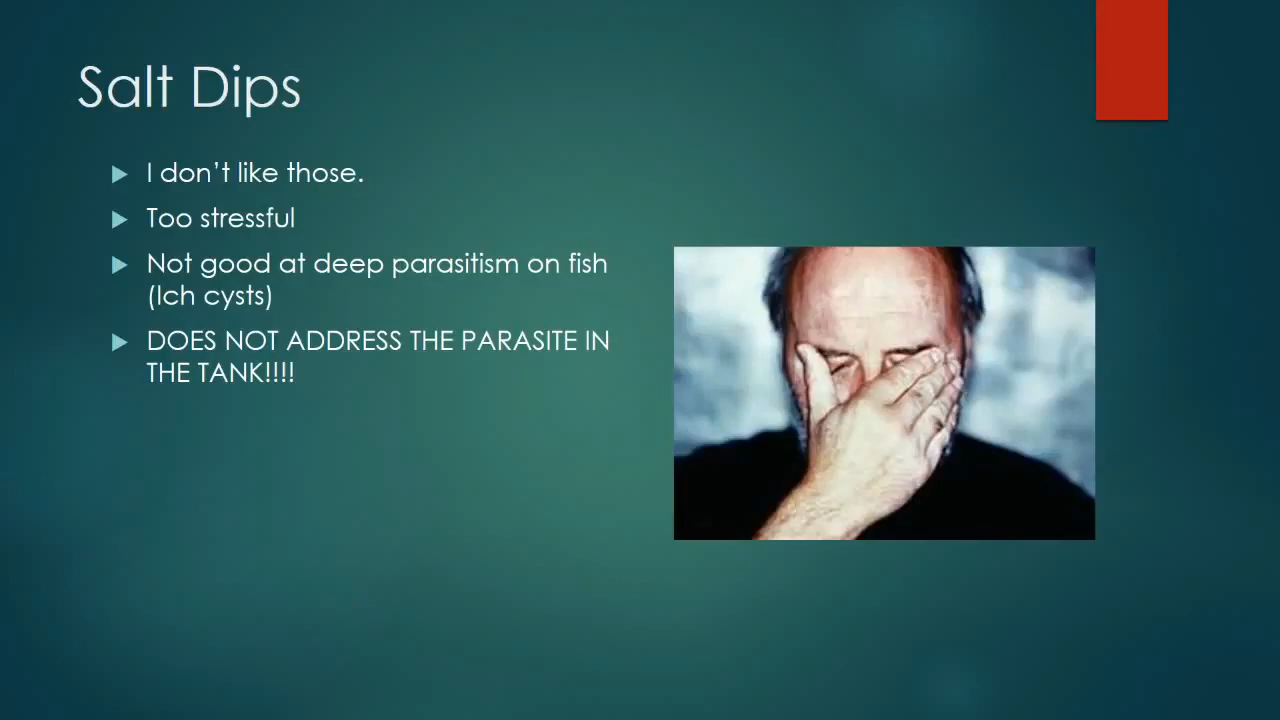 Salt Dips
I don’t like those.
Too stressful
Not good at deep parasitism on fish
(Ich cysts)
DOES NOT ADDRESS THE PARASITE IN
THE TANK!!!!